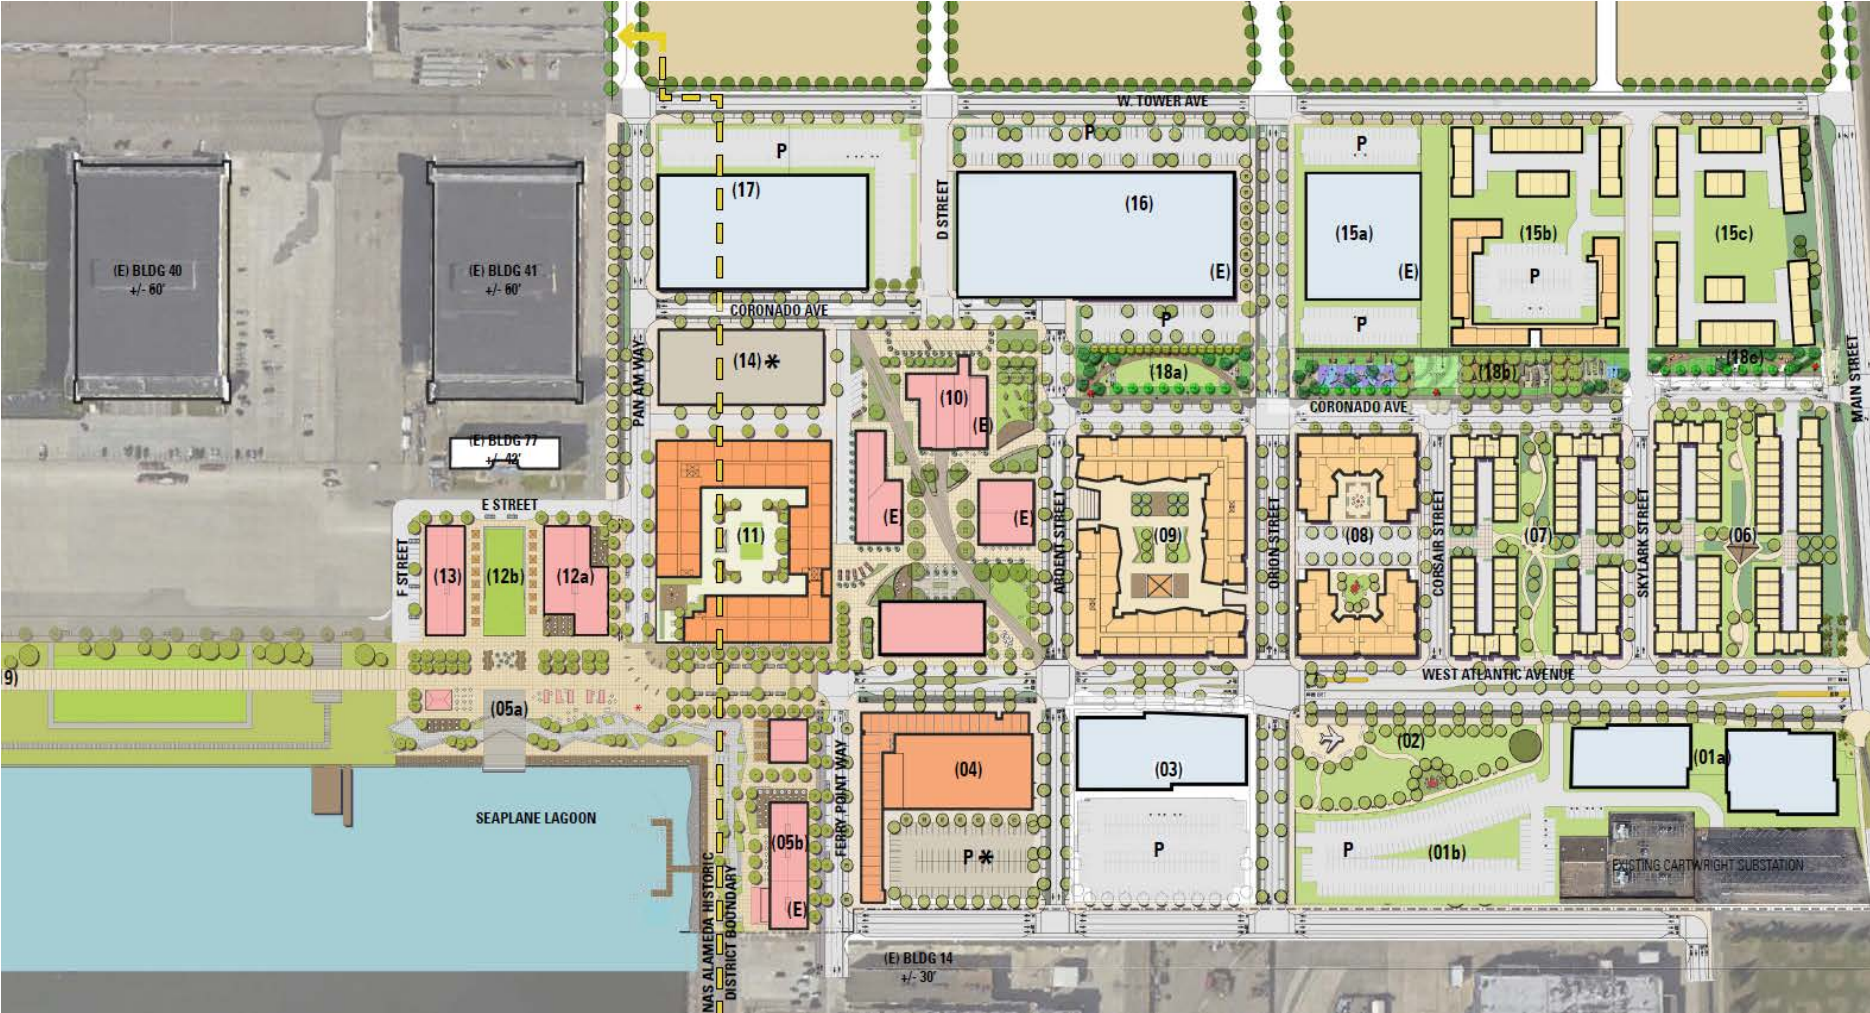 W. TOWER AVE
P
P
P
(17)
(16)
(15a)
(15b)
(15c)
D STREET
(E) BLDG 40
+/- 60'
(E) BLDG 41
+/- 60'
(E)
(E)
P
CORONADO AVE
P
P
PAN AM WAY
(14)*
(18a)
(18b)
(18c)
MAIN STREET
(10)
(E)
CORONADO AVE
(E) BLDG 77
+/- 42'
E STREET
F STREET
(13)
(12b)
(12a)
(11)
(E)
(E)
ARDENT STREET
(09)
ORION STREET
(08)
CORSAIR STREET
(07)
SKYLARK STREET
(06)
9)
WEST ATLANTIC AVENUE
(05a)
(02)
(01a)
(04)
(03)
FERRY POINT WAY
SEAPLANE LAGOON
(05b)
P*
P
P
(01b)
EXISTING CARTWRIGHT SUBSTATION
(E)
NAS ALAMEDA HISTORIC
DISTRICT BOUNDARY
(E) BLDG 14
+/- 30'